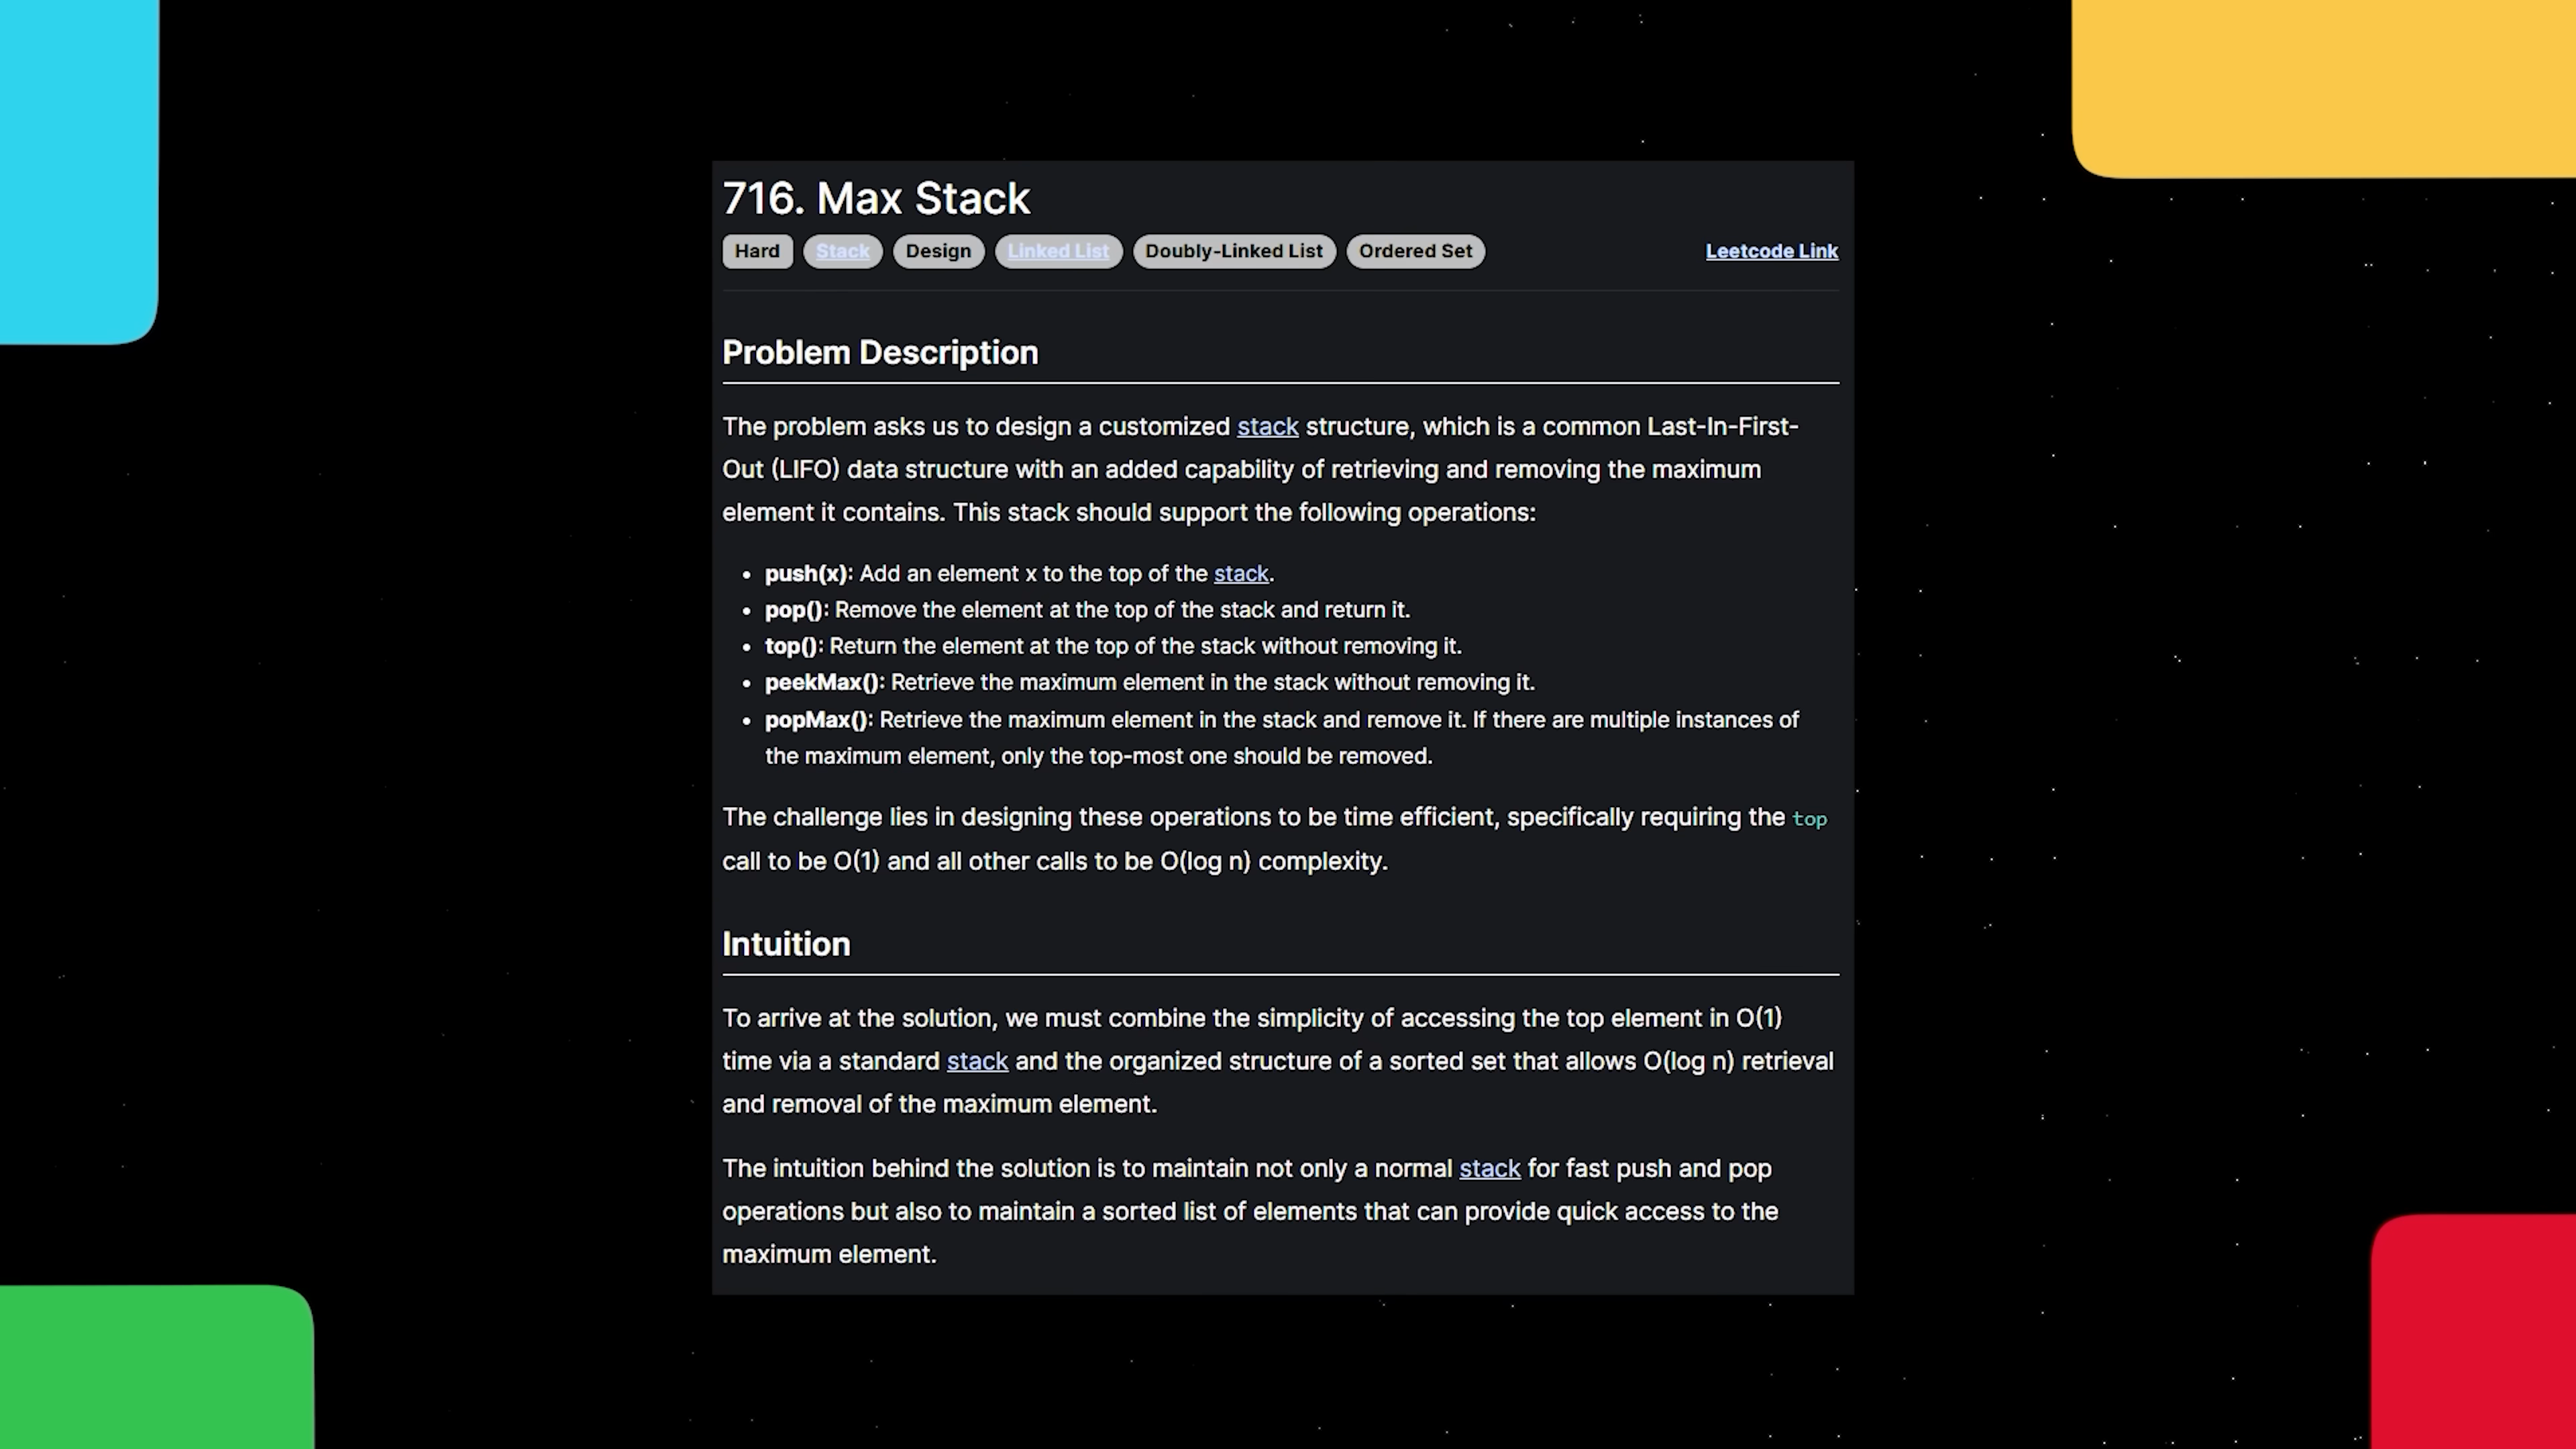 716. Max Stack
Hard Stack Design Linked List Doubly-Linked List Ordered Set Leetcode Link
Problem Description
The problem asks us to design a customized stack structure, which is a common Last-In-First-
Out (LIFO) data structure with an added capability of retrieving and removing the maximum
element it contains. This stack should support the following operations:
• push(x): Add an element x to the top of the stack.
• pop(): Remove the element at the top of the stack and return it.
• top(): Return the element at the top of the stack without removing it.
• peekMax(): Retrieve the maximum element in the stack without removing it.
• popMax(): Retrieve the maximum element in the stack and remove it. If there are multiple instances of
the maximum element, only the top-most one should be removed.
The challenge lies in designing these operations to be time efficient, specifically requiring the top
call to be O(1) and all other calls to be O(log n) complexity.
Intuition
To arrive at the solution, we must combine the simplicity of accessing the top element in O(1)
time via a standard stack and the organized structure of a sorted set that allows O(log n) retrieval
and removal of the maximum element.
The intuition behind the solution is to maintain not only a normal stack for fast push and pop
operations but also to maintain a sorted list of elements that can provide quick access to the
maximum element.